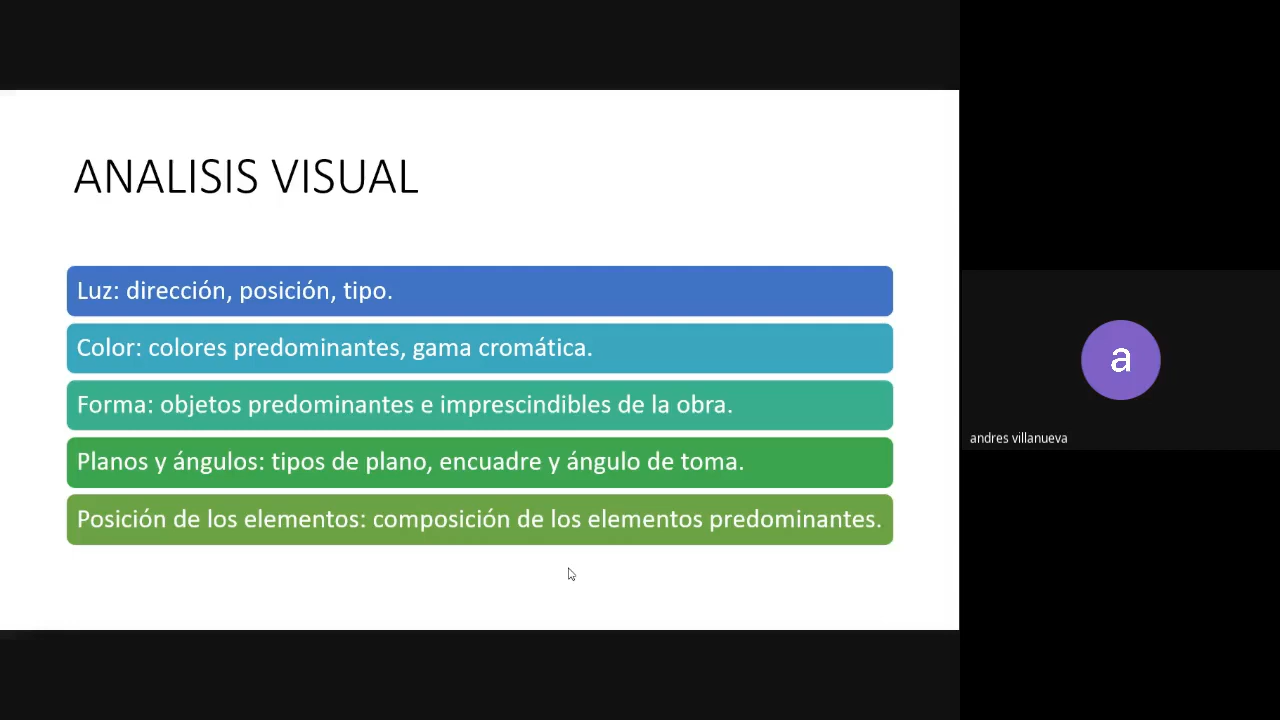 ANALISIS VISUAL
Luz: dirección, posición, tipo.
Color: colores predominantes, gama cromática.
Forma: objetos predominantes e imprescindibles de la obra.
Planos y ángulos: tipos de plano, encuadre y ángulo de toma.
Posición de los elementos: composición de los elementos predominantes.
a
andres villanueva